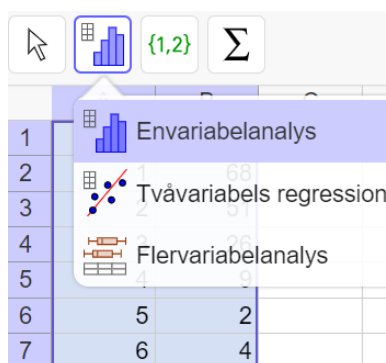 {1,2} Σ
1 Envariabelanalys
2 1 68
3 Tvåvariabels regression 2 51
4 26
5 Flervariabelanalys 4 9
6 5 2
7 6 4